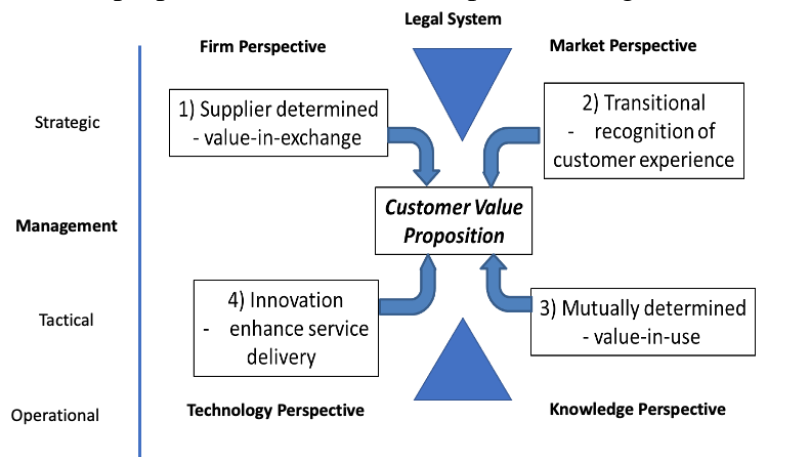 Legal System
Firm Perspective
Market Perspective
Strategic
1) Supplier determined
- value-in-exchange
2) Transitional
- recognition of
customer experience
Management
Customer Value
Proposition
Tactical
4) Innovation
- enhance service
delivery
3) Mutually determined
- value-in-use
Operational
Technology Perspective
Knowledge Perspective